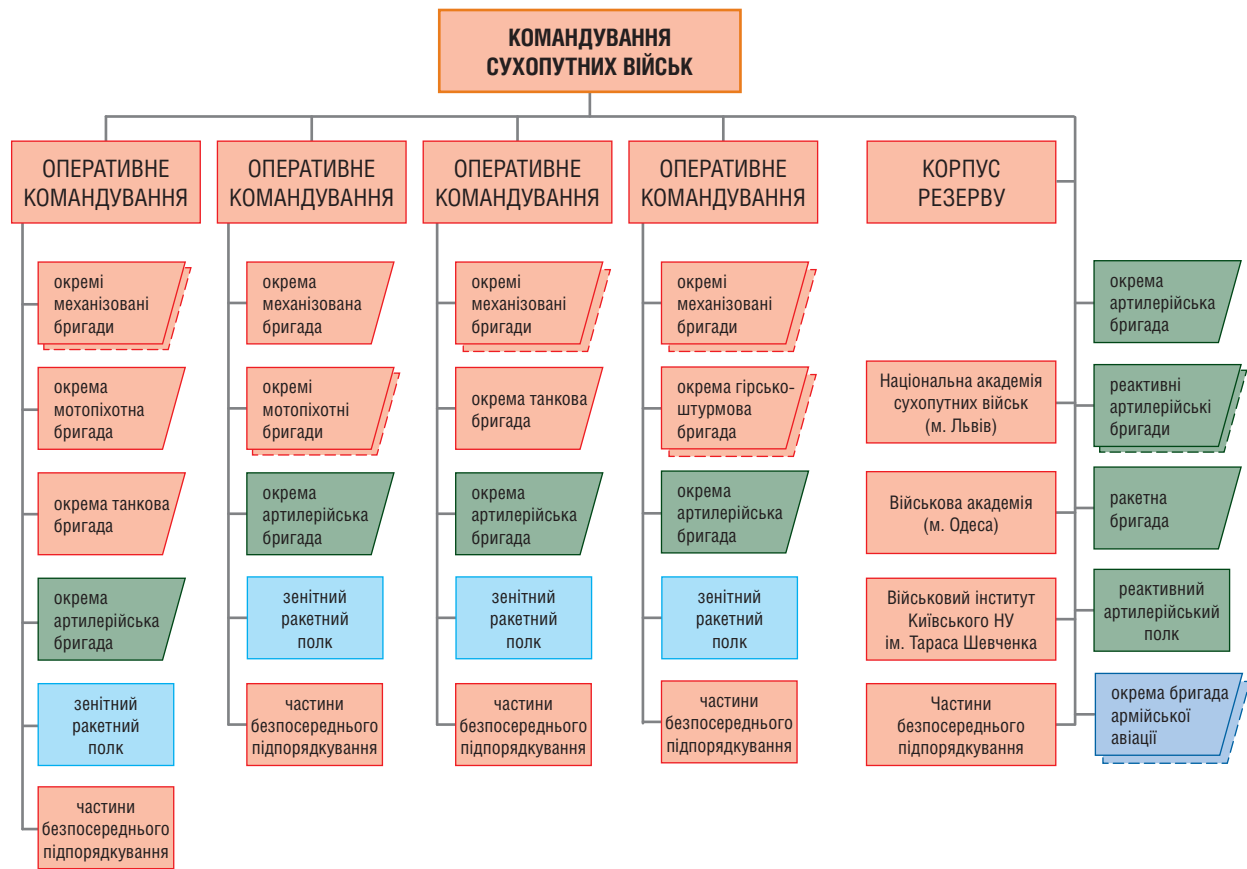 КОМАНДУВАННЯ
СУХОПУТНИХ ВІЙСЬК
ОПЕРАТИВНЕ
КОМАНДУВАННЯ
окремі
механізовані
бригади
окрема
мотопіхотна
бригада
окрема танкова
бригада
окрема
артилерійська
бригада
зенітний
ракетний
полк
частини
безпосереднього
підпорядкування
ОПЕРАТИВНЕ
КОМАНДУВАННЯ
окрема
механізована
бригада
окремі
мотопіхотні
бригади
окрема
артилерійська
бригада
зенітний
ракетний
полк
частини
безпосереднього
підпорядкування
ОПЕРАТИВНЕ
КОМАНДУВАННЯ
окремі
механізовані
бригади
окрема танкова
бригада
окрема
артилерійська
бригада
зенітний
ракетний
полк
частини
безпосереднього
підпорядкування
ОПЕРАТИВНЕ
КОМАНДУВАННЯ
окремі
механізовані
бригади
окрема гірсько-
штурмова
бригада
окрема
артилерійська
бригада
зенітний
ракетний
полк
частини
безпосереднього
підпорядкування
КОРПУС
РЕЗЕРВУ
Національна академія
сухопутних військ
(м. Львів)
Військова академія
(м. Одеса)
Військовий інститут
Київського НУ
ім. Тараса Шевченка
Частини
безпосереднього
підпорядкування
окрема
артилерійська
бригада
реактивні
артилерійські
бригади
ракетна
бригада
реактивний
артилерійський
полк
окрема бригада
армійської
авіації